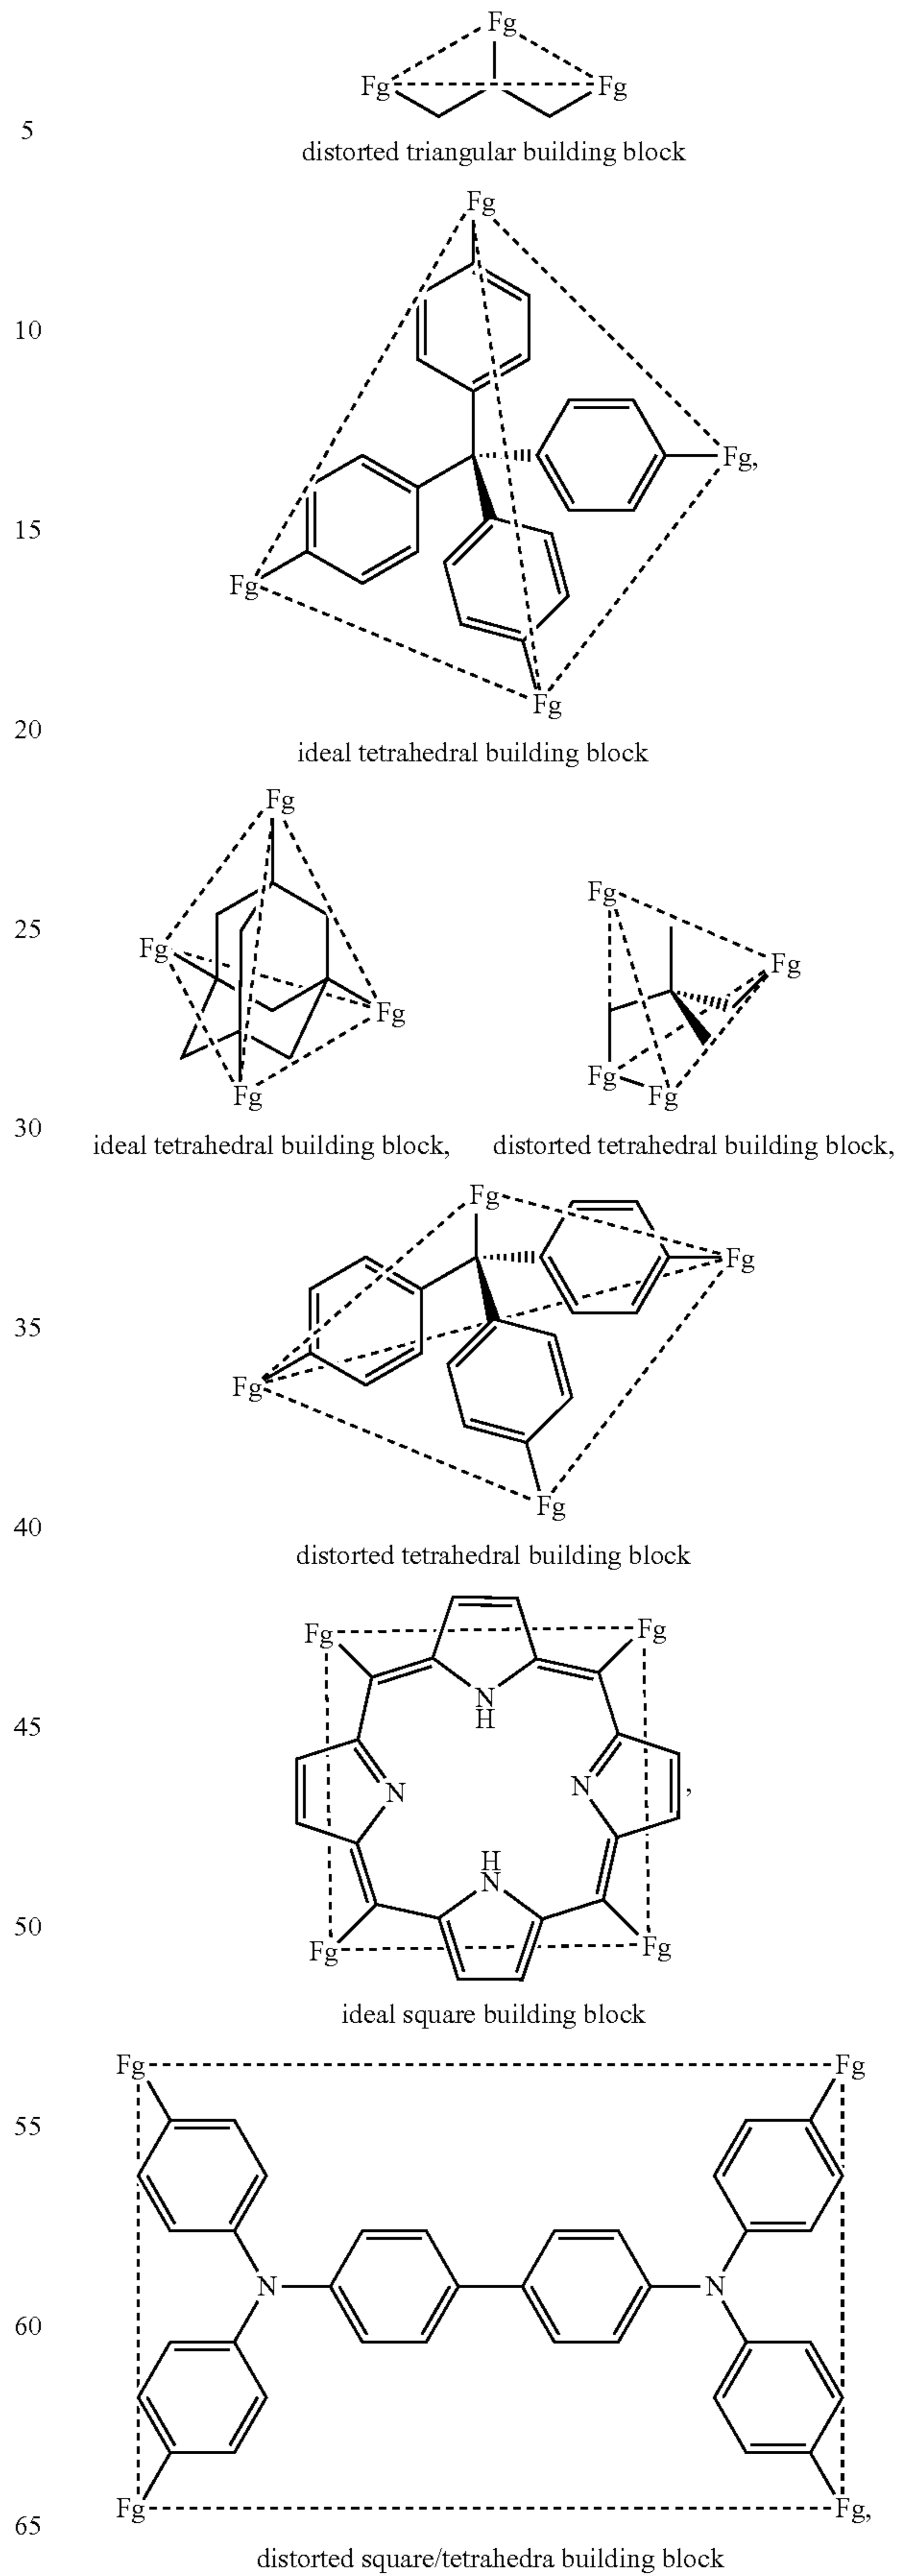 Fg
Fg Fg
5
distorted triangular building block
Fg
10
Fg,
15
Fg
Fg
20
ideal tetrahedral building block
Fg
Fg
25
Fg
Fg
Fg
Fg
Fg
Fg
30
ideal tetrahedral building block, distorted tetrahedral building block,
Fg
Fg
35
Fg
Fg
40
distorted tetrahedral building block
Fg Fg
N
H
45
N N ,
H
N
50
Fg Fg
ideal square building block
Fg Fg
55
N N
60
Fg Fg,
65
distorted square/tetrahedra building block